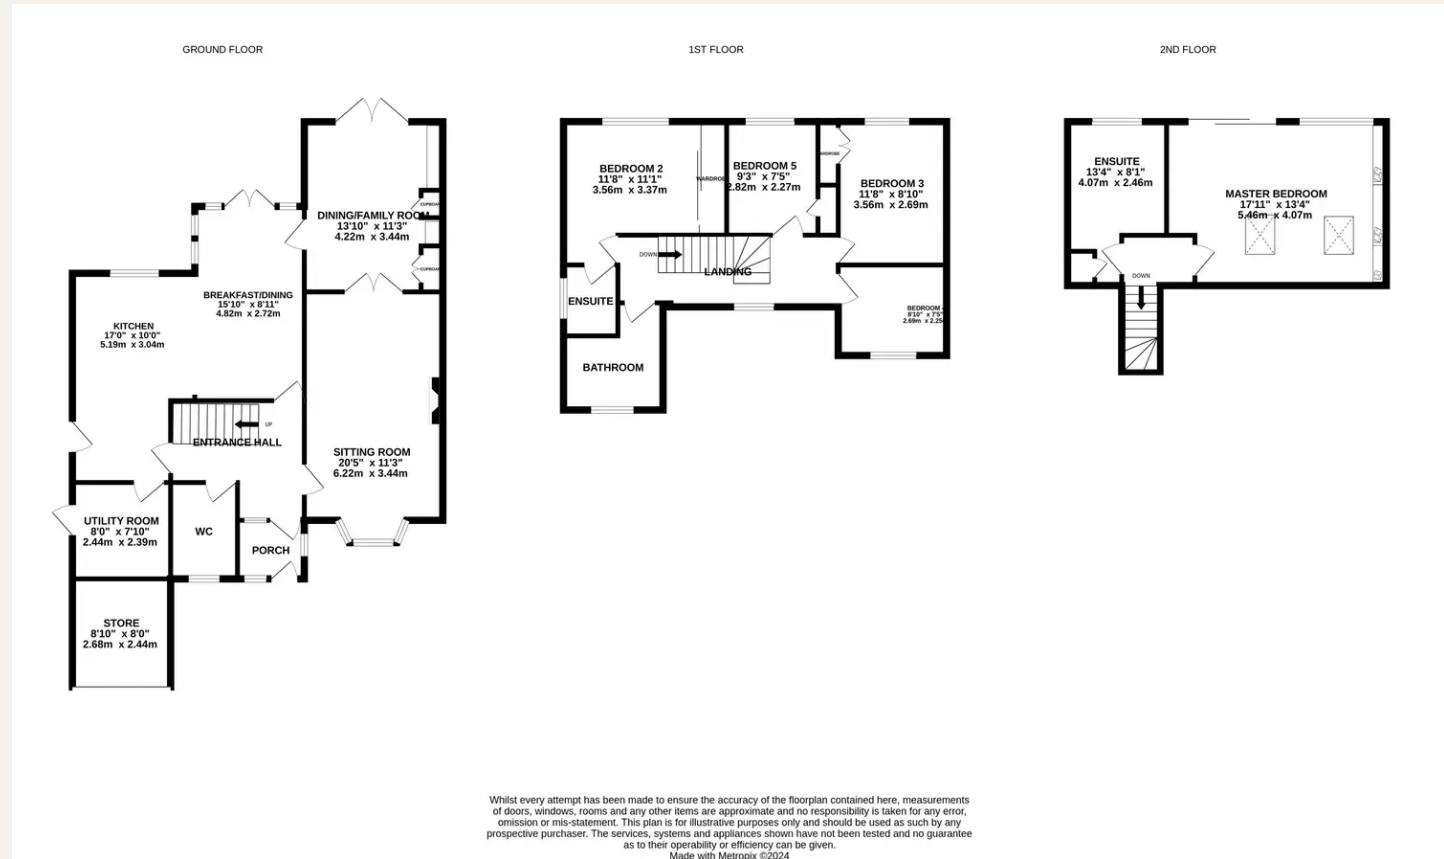 GROUND FLOOR
1ST FLOOR
2ND FLOOR
DINING/FAMILY ROOM
13'10" x 11'3"
4.22m x 3.44m
CUPBOARD
CUPBOARD
BREAKFAST/DINING
15'10" x 8'11"
4.82m x 2.72m
KITCHEN
17'0" x 10'0"
5.19m x 3.04m
UP
ENTRANCE HALL
SITTING ROOM
20'5" x 11'3"
6.22m x 3.44m
UTILITY ROOM
8'0" x 7'10"
2.44m x 2.39m
WC
PORCH
STORE
8'10" x 8'0"
2.68m x 2.44m
BEDROOM 2
11'8" x 11'1"
3.56m x 3.37m
WARDROBE
BEDROOM 5
9'3" x 7'5"
2.82m x 2.27m
WARDROBE
BEDROOM 3
11'8" x 8'10"
3.56m x 2.69m
DOWN
LANDING
ENSUITE
BEDROOM
8'10" x 7'5"
2.69m
BATHROOM
ENSUITE
13'4" x 8'1"
4.07m x 2.46m
MASTER BEDROOM
17'11" x 13'4"
5.46m x 4.07m
DOWN
Whilst every attempt has been made to ensure the accuracy of the floorplan contained here, measurements
of doors, windows, rooms and any other items are approximate and no responsibility is taken for any error,
omission or mis-statement. This plan is for illustrative purposes only and should be used as such by any
prospective purchaser. The services, systems and appliances shown have not been tested and no guarantee
as to their operability or efficiency can be given.
Made with Metropix ©2024